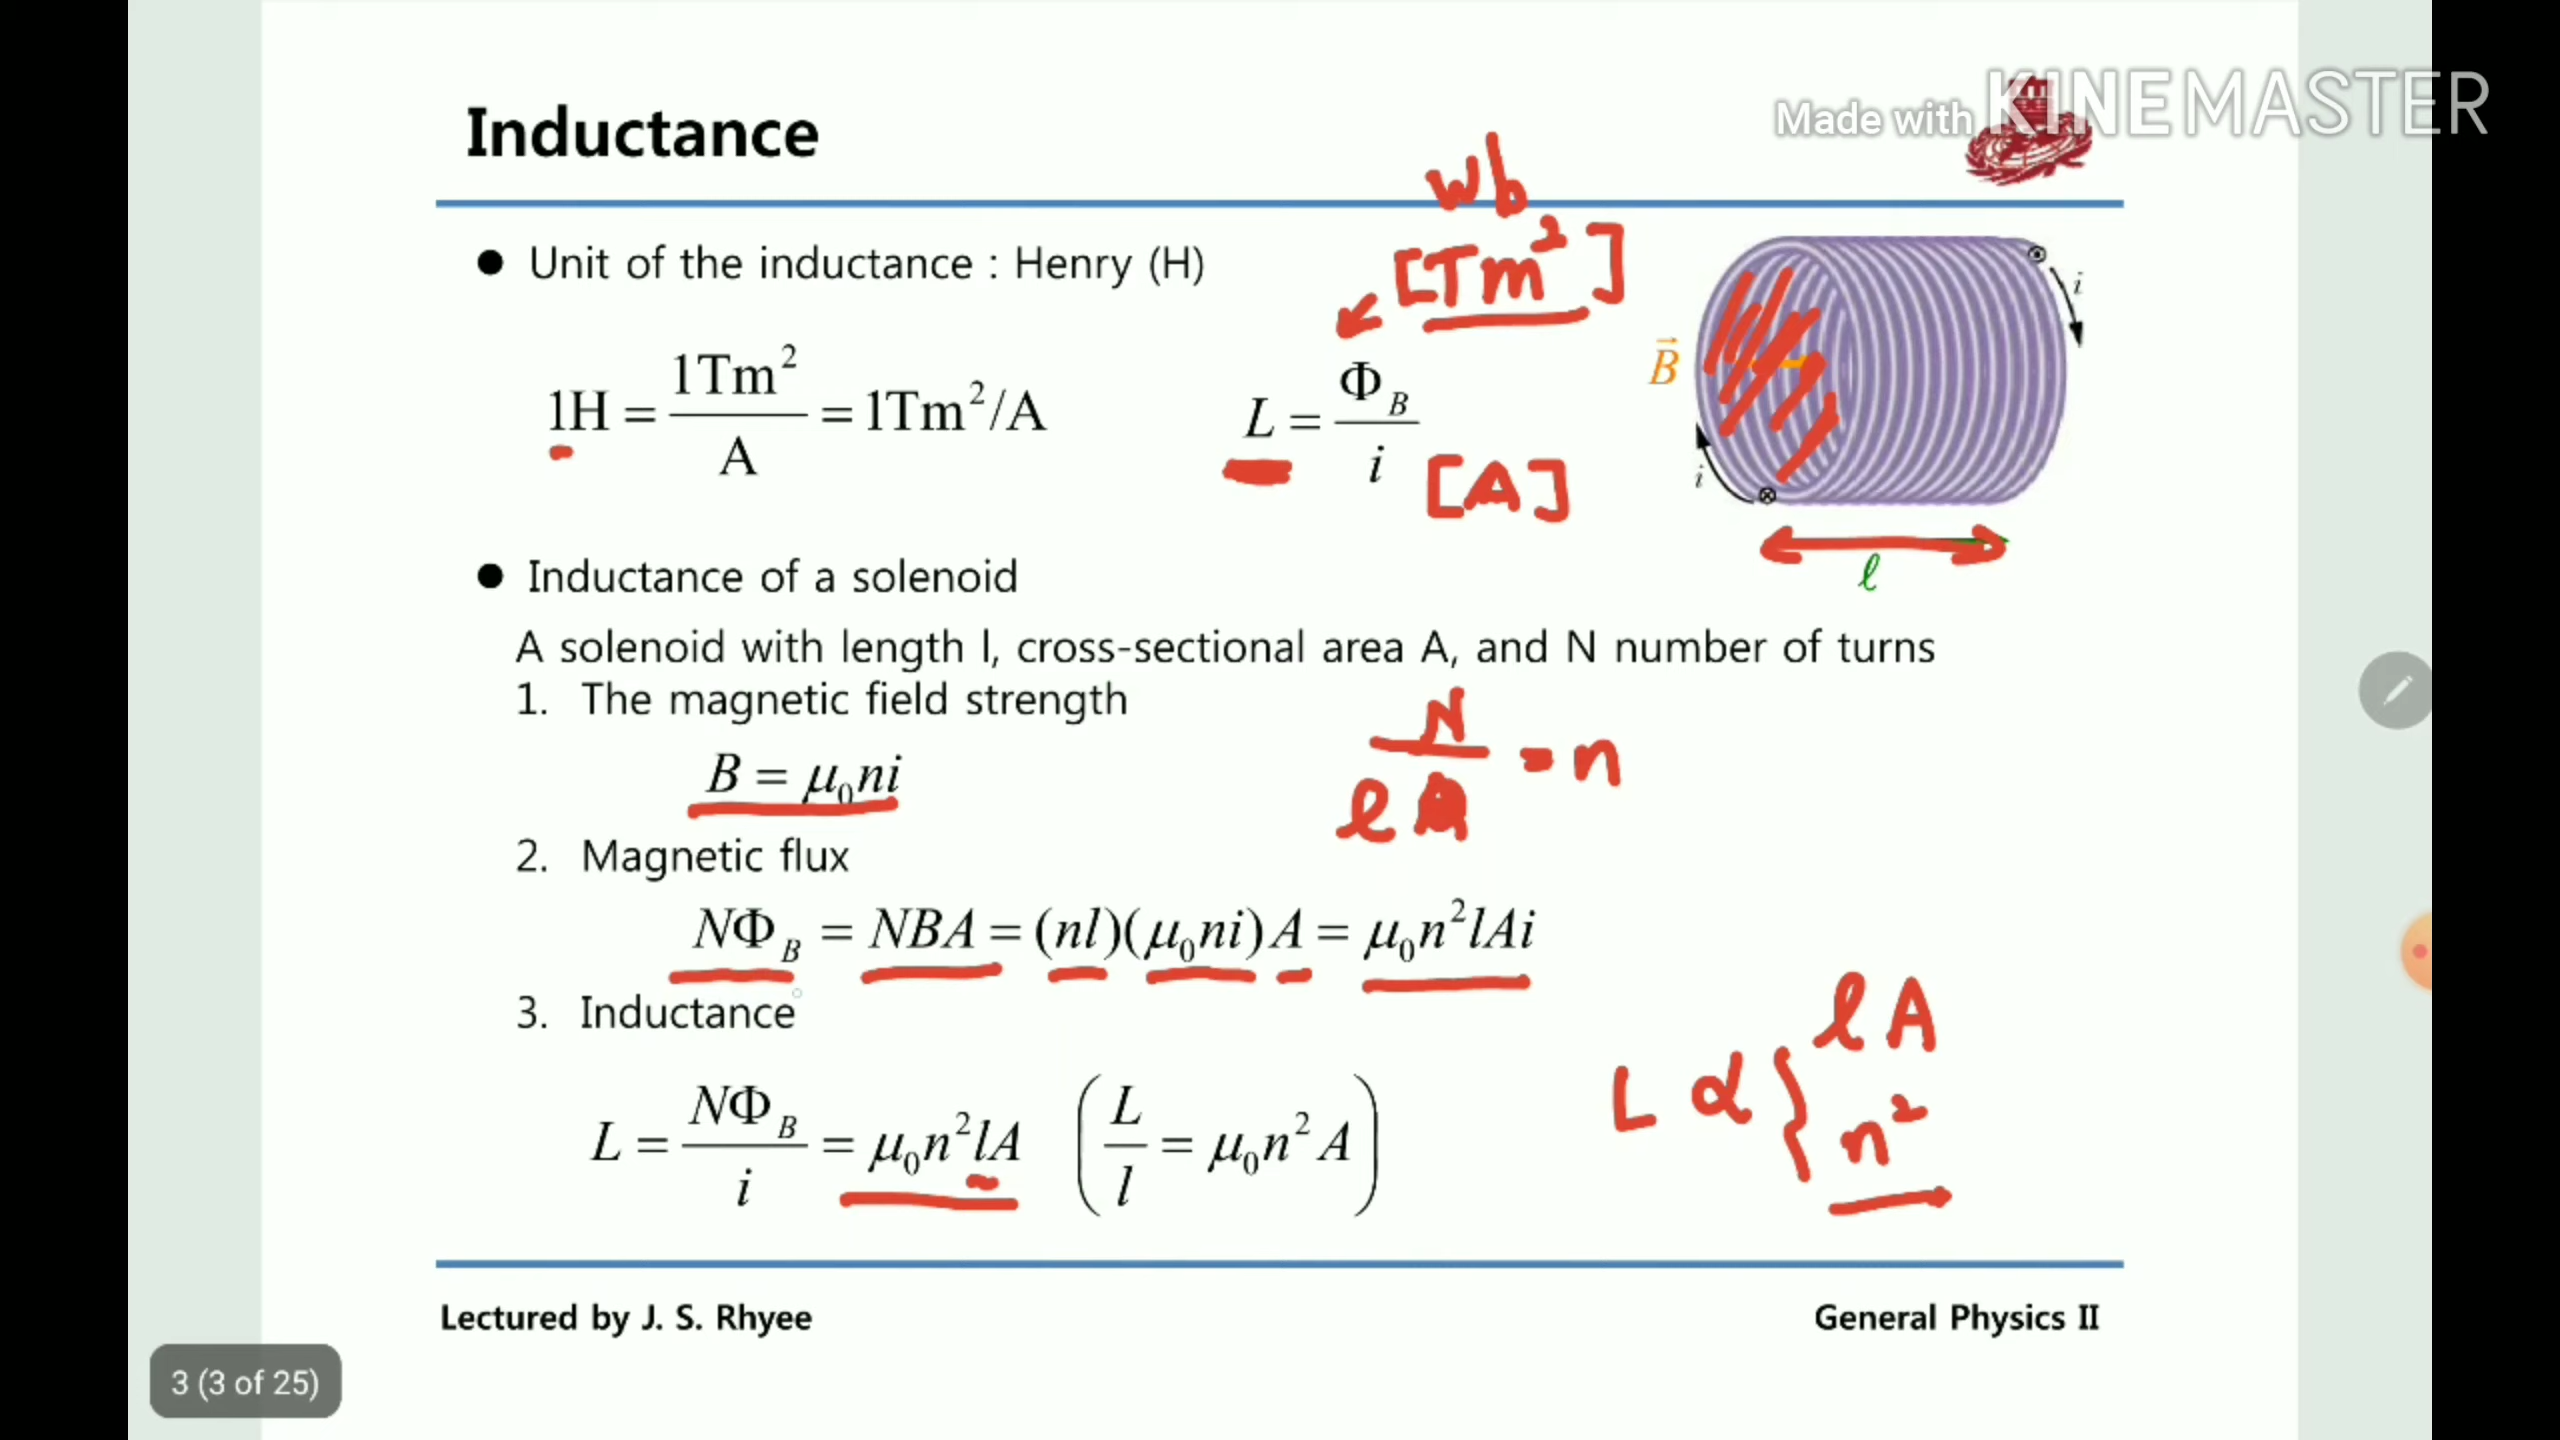 Made with KINEMASTER
Inductance
Wb
● Unit of the inductance : Henry (H)
[Tm²]
1H = 1Tm²/A = 1Tm²/A
L = Φ_B/i
[A]
B⃗
i
i
ℓ
● Inductance of a solenoid
A solenoid with length l, cross-sectional area A, and N number of turns
1. The magnetic field strength
N/ℓ = n
B = μ₀ni
2. Magnetic flux
NΦ_B = NBA = (nl)(μ₀ni)A = μ₀n²lAi
3. Inductance
L ∝ { ℓA
n²
L = NΦ_B/i = μ₀n²lA (L/l = μ₀n²A)
Lectured by J. S. Rhyee
General Physics II
3 (3 of 25)